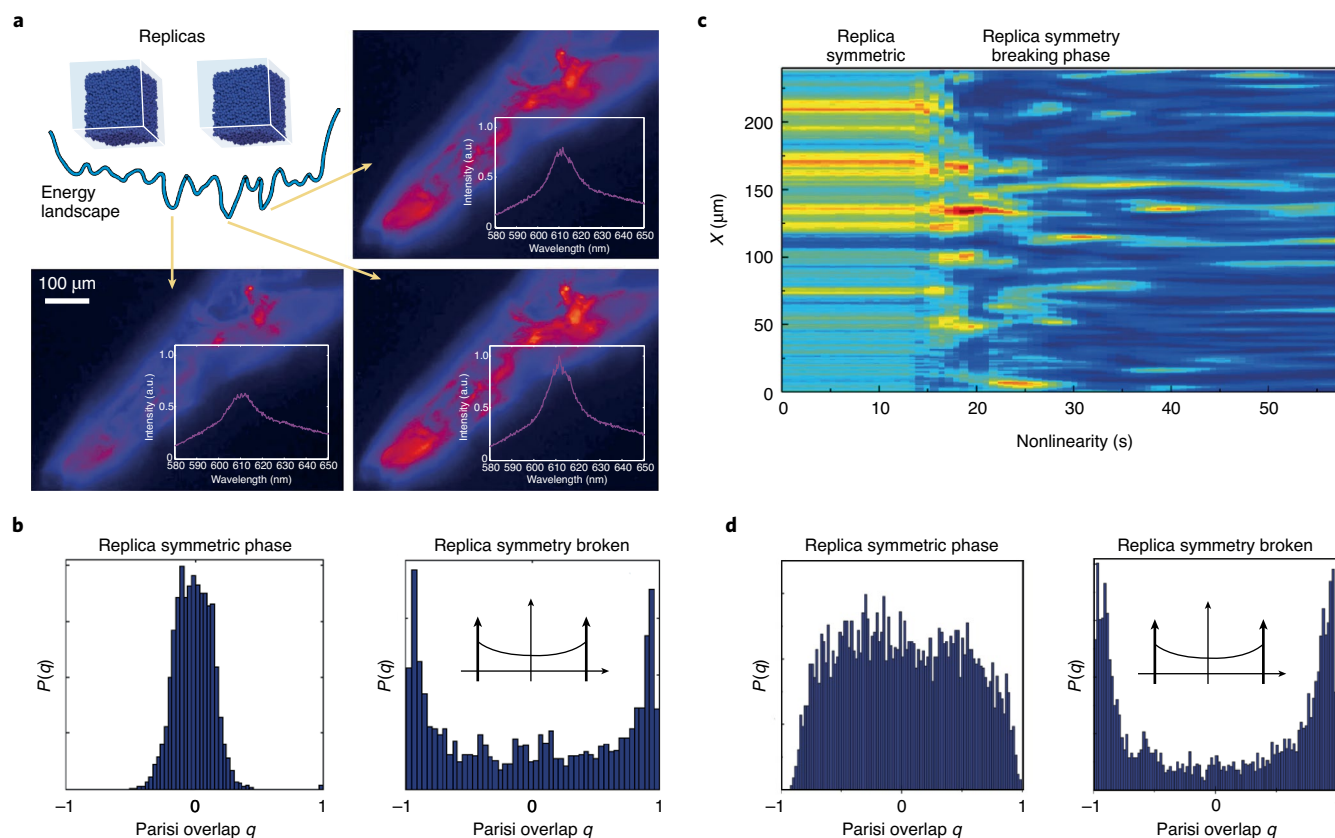 a
Replicas
Energy
landscape
Intensity (a.u.)
1.0
0.5
0
580 590 600 610 620 630 640 650
Wavelength (nm)
100 µm
Intensity (a.u.)
1.0
0.5
0
580 590 600 610 620 630 640 650
Wavelength (nm)
Intensity (a.u.)
1.0
0.5
0
580 590 600 610 620 630 640 650
Wavelength (nm)
b
Replica symmetric phase
P(q)
–1 0 1
Parisi overlap q
Replica symmetry broken
P(q)
–1 0 1
Parisi overlap q
c
Replica
symmetric
Replica symmetry
breaking phase
X (µm)
200
150
100
50
0
0 10 20 30 40 50
Nonlinearity (s)
d
Replica symmetric phase
P(q)
–1 0 1
Parisi overlap q
Replica symmetry broken
P(q)
–1 0 1
Parisi overlap q